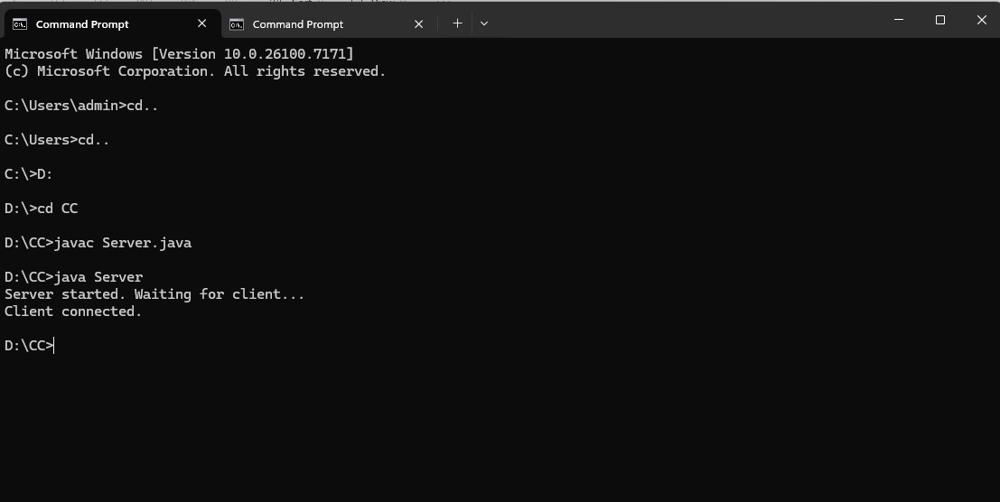 Command Prompt
Command Prompt
Microsoft Windows [Version 10.0.26100.7171]
(c) Microsoft Corporation. All rights reserved.
C:\Users\admin>cd..
C:\Users>cd..
C:\>D:
D:\>cd CC
D:\CC>javac Server.java
D:\CC>java Server
Server started. Waiting for client...
Client connected.
D:\CC>